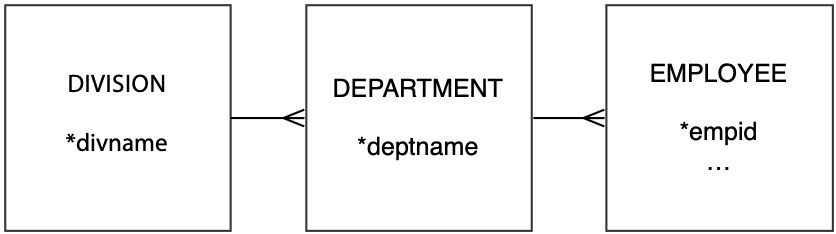 DIVISION
*divname
DEPARTMENT
*deptname
EMPLOYEE
*empid
...